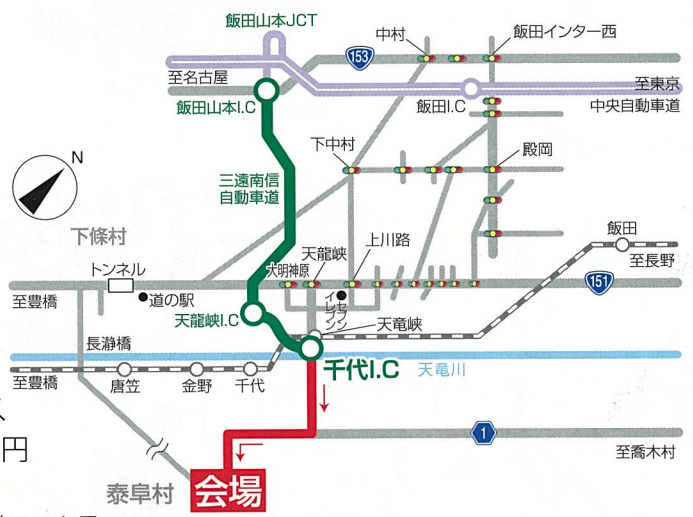 飯田山本JCT
中村
飯田インター西
153
至名古屋
至東京
飯田山本I.C
飯田I.C
中央自動車道
下中村
殿岡
N
三遠南信
自動車道
下條村
飯田
上川路
天龍峡
大明神原
トンネル
至長野
151
至豊橋
道の駅
セブン
イレブン
天龍峡I.C
天竜峡
長瀞橋
千代I.C
天竜川
至豊橋
唐笠
金野
千代
円
1
至喬木村
泰阜村
会場